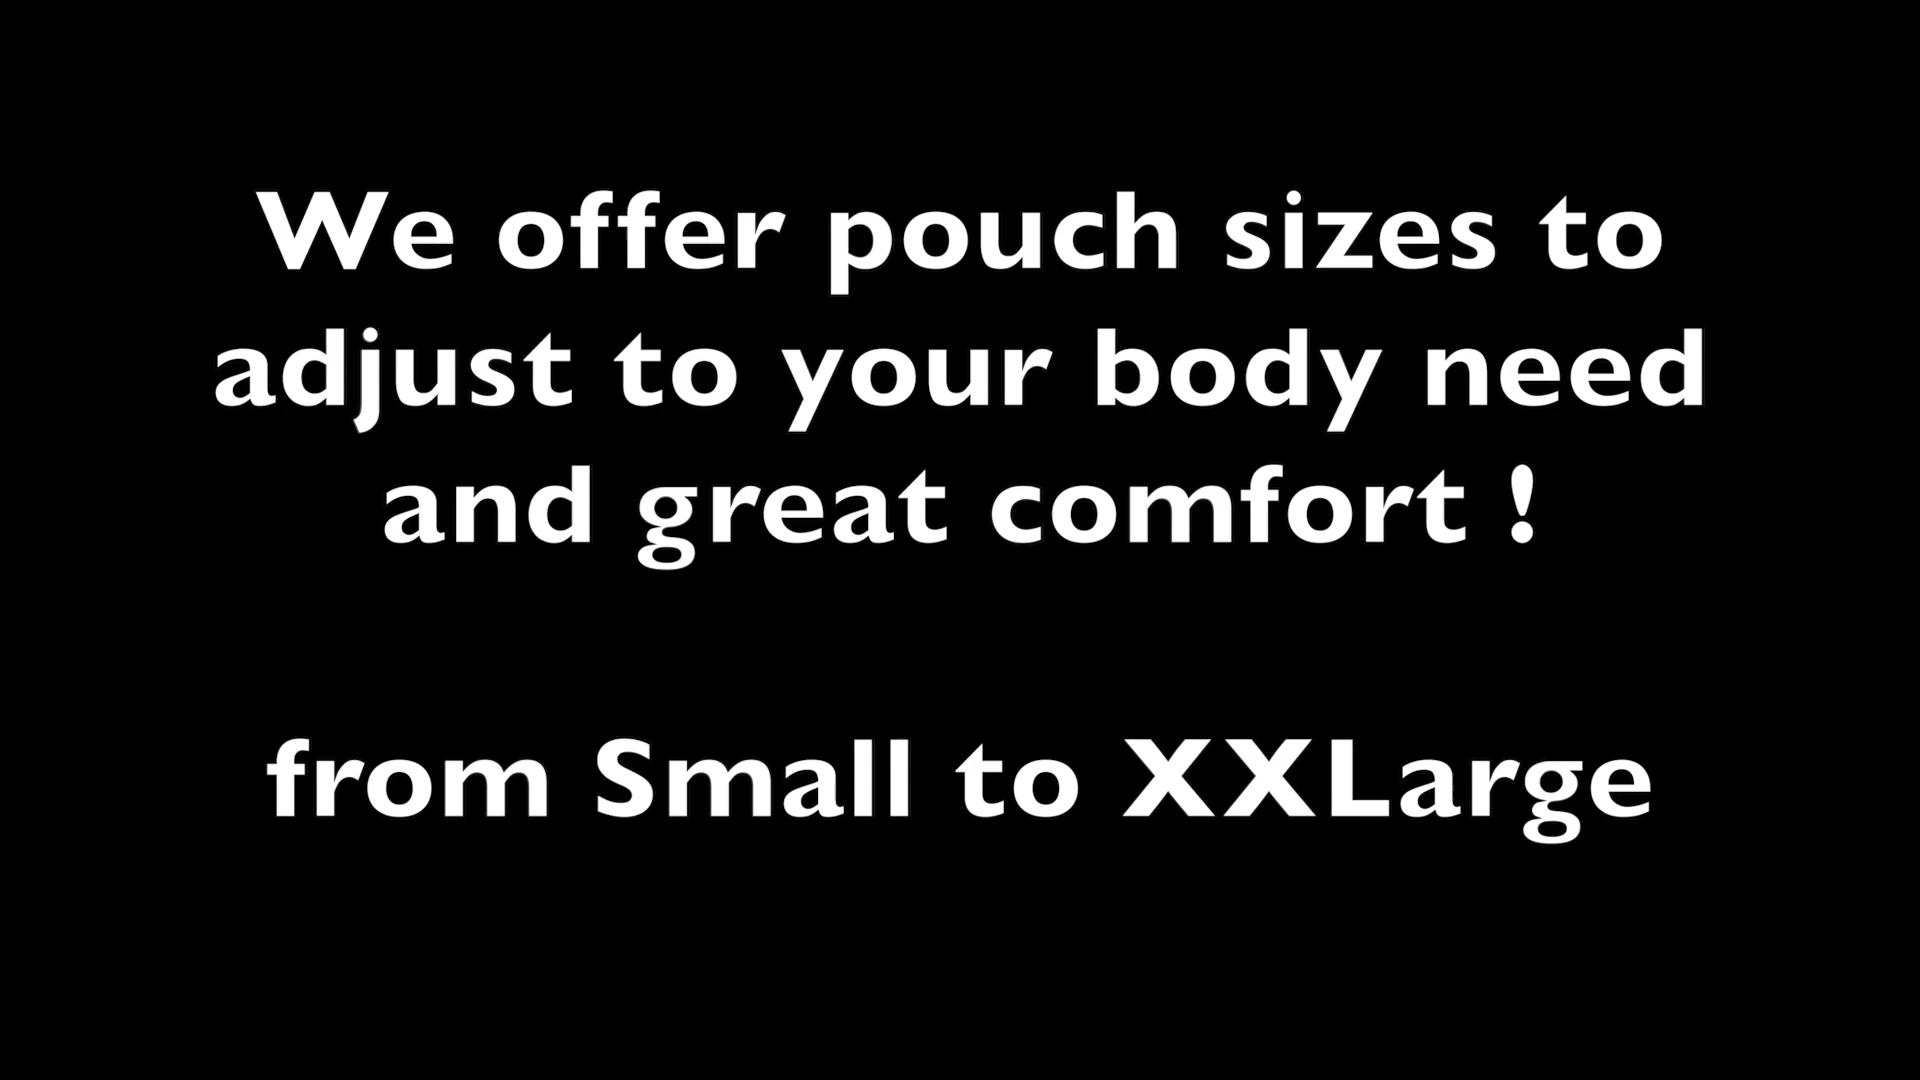 We offer pouch sizes to
adjust to your body need
and great comfort !
from Small to XXLarge